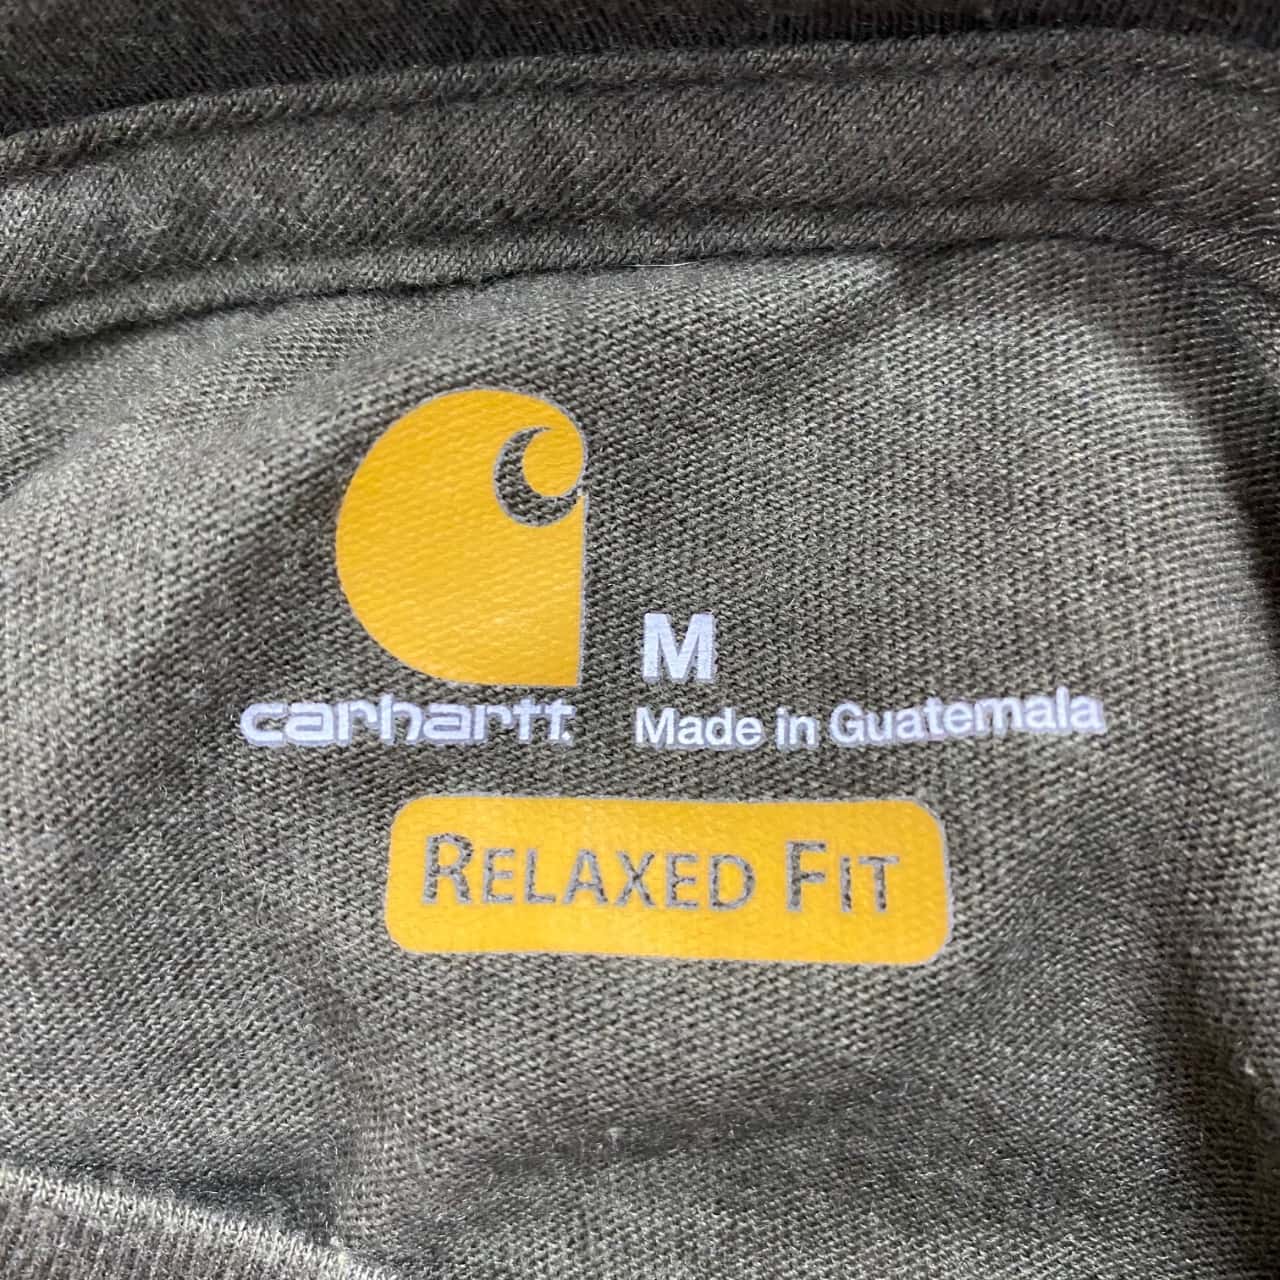 M
carhartt.
Made in Guatemala
RELAXED FIT